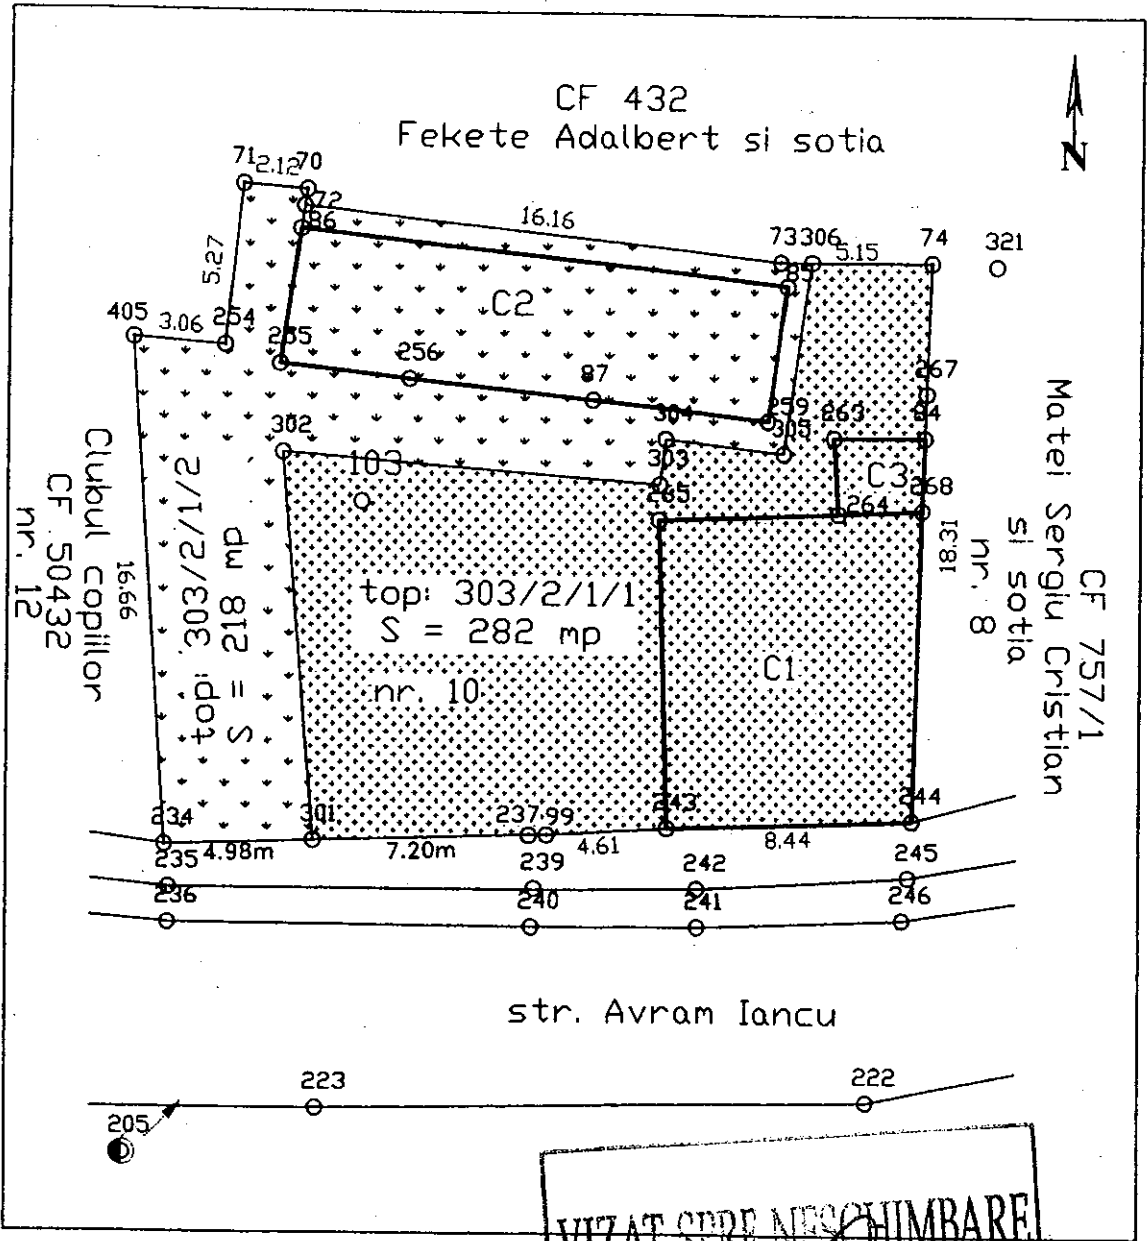 CF 432
Fekete Adalbert si sotia
N
71
2.12
70
72
86
16.16
73
306
5.15
74
321
85
5.27
C2
405
3.06
254
255
256
87
267
304
259
305
263
84
302
103
303
265
C3
268
264
18.31
Clubul copiilor
CF 50432
nr. 12
16.66
top: 303/2/1/2
S = 218 mp
top: 303/2/1/1
S = 282 mp
nr. 10
C1
CF 757/1
Matei Sergiu Cristian
si sotia
nr. 8
234
301
237
99
243
244
4.98m
7.20m
4.61
8.44
235
239
242
245
236
240
241
246
str. Avram Iancu
223
222
205
VIZAT SPRE NESCHIMBARE